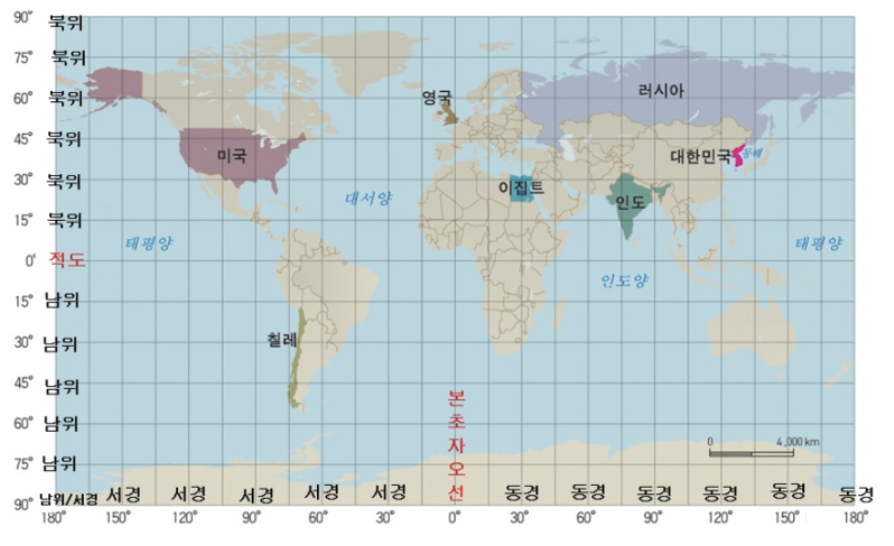 90° 북위
75° 북위
60° 북위
45° 북위
30° 북위
15° 북위
0° 적도
15° 남위
30° 남위
45° 남위
60° 남위
75° 남위
90° 남위/서경 서경 서경 서경 서경 서경 동경 동경 동경 동경 동경 동경
180° 150° 120° 90° 60° 30° 0° 30° 60° 90° 120° 150° 180°
영국
러시아
미국
대한민국
동해
이집트
인도
대서양
태평양
태평양
인도양
칠레
본초자오선
0 4,000 km